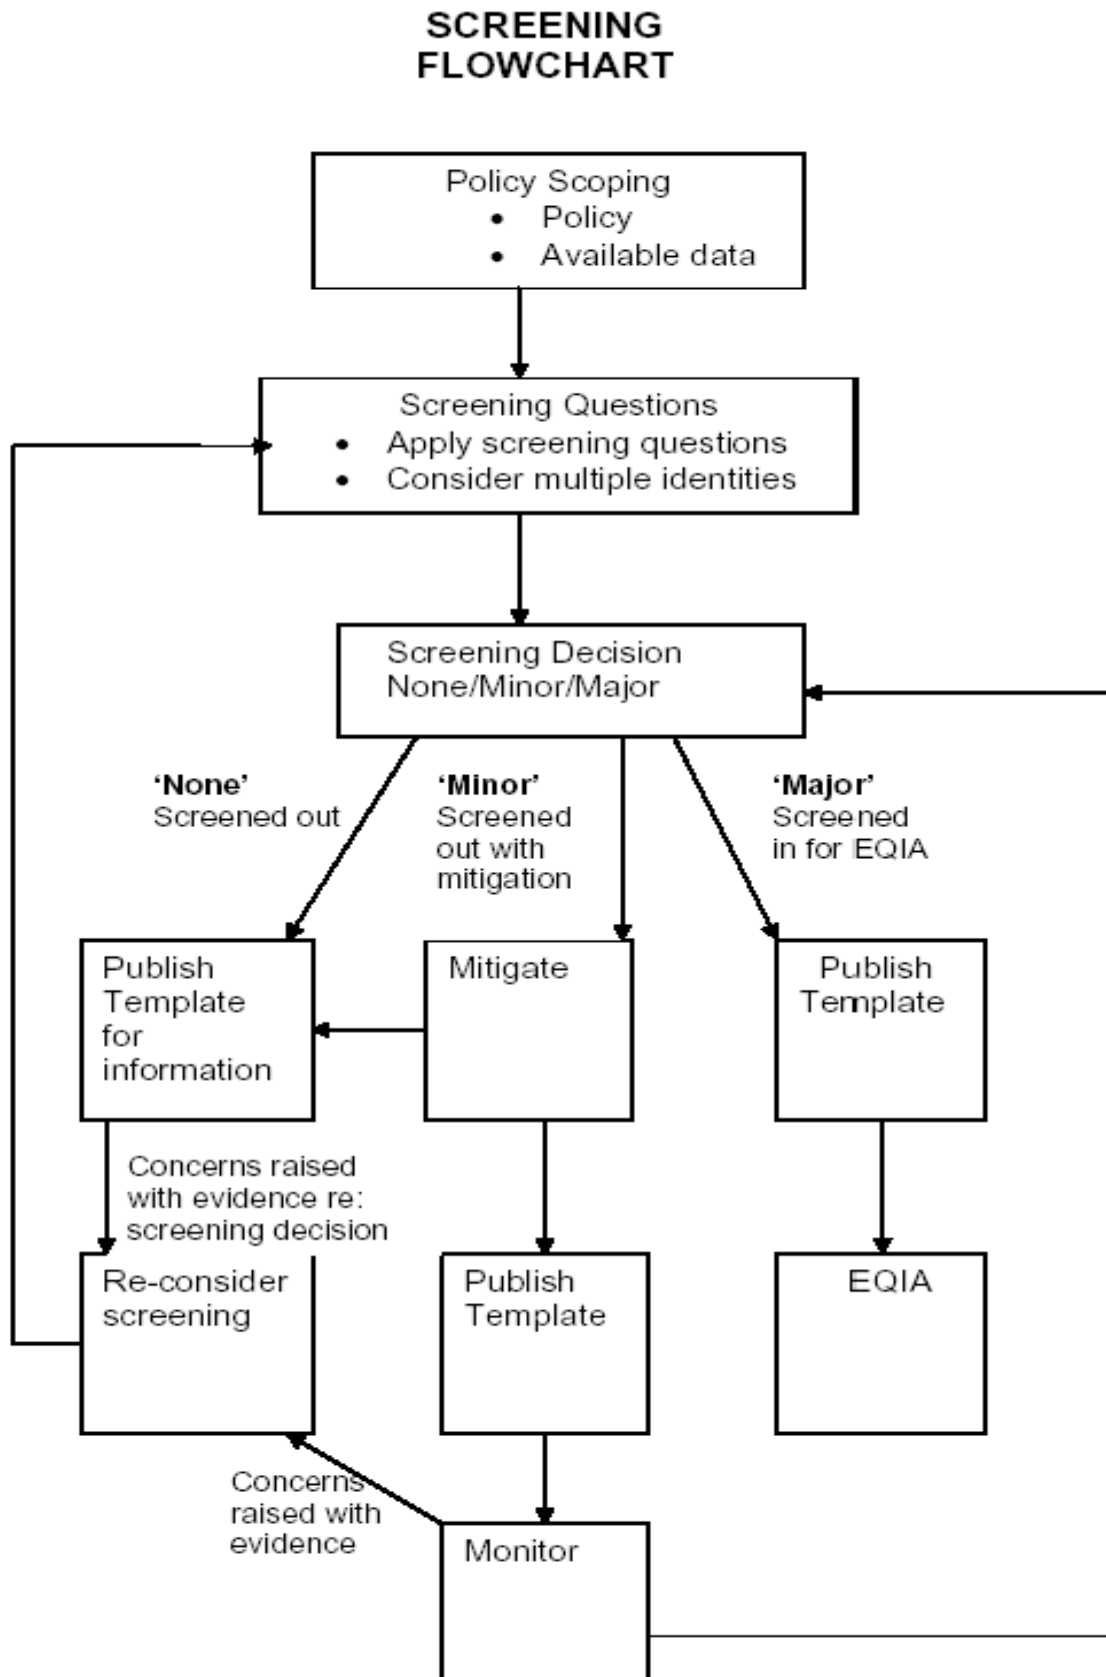 SCREENING
FLOWCHART
Policy Scoping
• Policy
• Available data
Screening Questions
• Apply screening questions
• Consider multiple identities
Screening Decision
None/Minor/Major
‘None’
Screened out
‘Minor’
Screened
out with
mitigation
‘Major’
Screened
in for EQIA
Publish
Template
for
information
Mitigate
Publish
Template
Concerns raised
with evidence re:
screening decision
Re-consider
screening
Publish
Template
EQIA
Concerns
raised with
evidence
Monitor